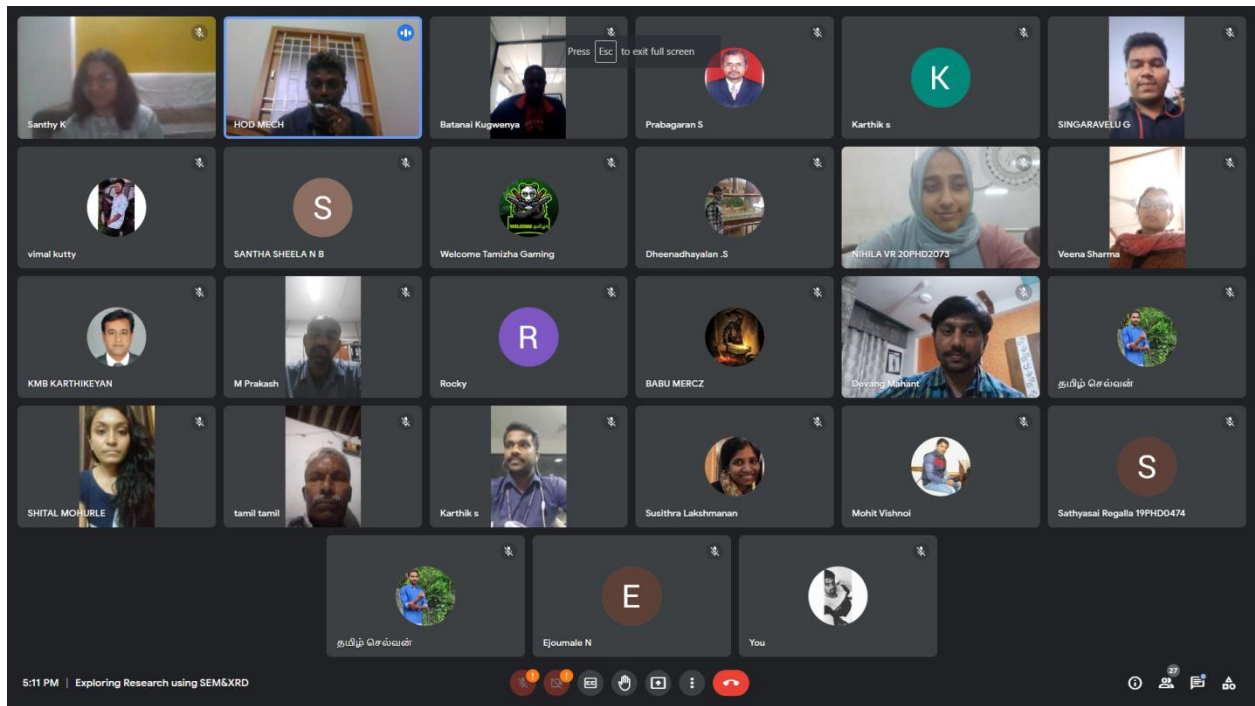 Press Esc to exit full screen
Santhy K
HOD MECH
Batanai Kugwenya
Prabagaran S
K
Karthik s
SINGARAVELU G
vimal kutty
S
SANTHA SHEELA N B
WELCOME தமிழா
Welcome Tamizha Gaming
Dheenadhayalan .S
NIHILA VR 20PHD2073
Veena Sharma
KMB KARTHIKEYAN
M Prakash
R
Rocky
BABU MERCZ
Devang Mahant
தமிழ் செல்வன்
SHITAL MOHURLE
tamil tamil
Karthik s
Susithra Lakshmanan
Mohit Vishnoi
S
Sathyasai Regalla 19PHD0474
தமிழ் செல்வன்
E
Ejoumale N
You
5:11 PM | Exploring Research using SEM&XRD
27